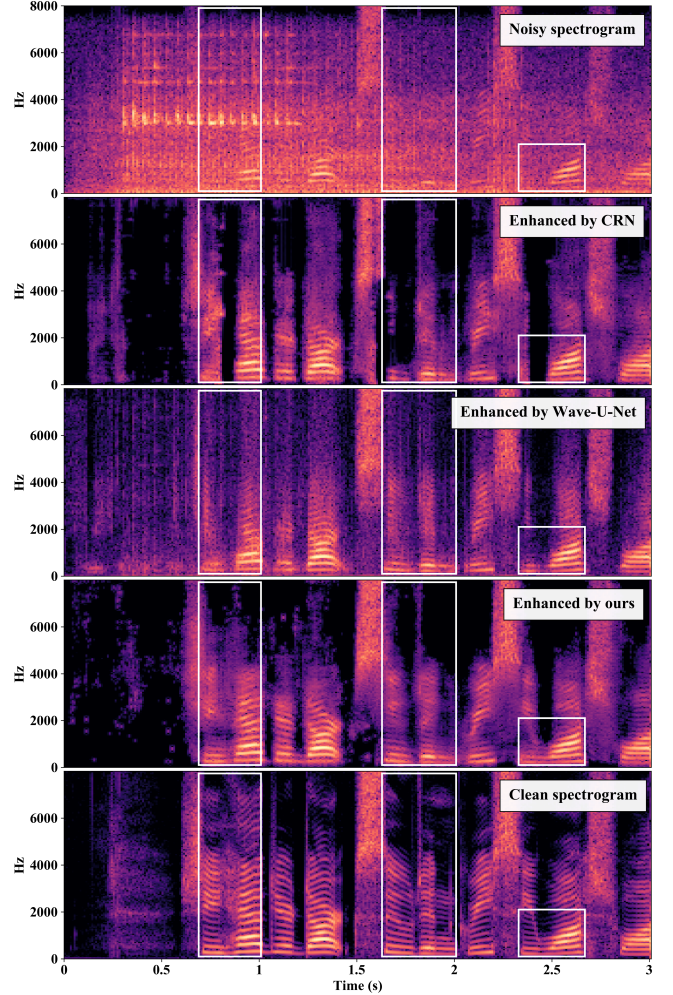 8000
Noisy spectrogram
6000
Hz
4000
2000
0
Enhanced by CRN
6000
Hz
4000
2000
0
Enhanced by Wave-U-Net
6000
Hz
4000
2000
0
Enhanced by ours
6000
Hz
4000
2000
0
Clean spectrogram
6000
Hz
4000
2000
0
0 0.5 1 1.5 2 2.5 3
Time (s)